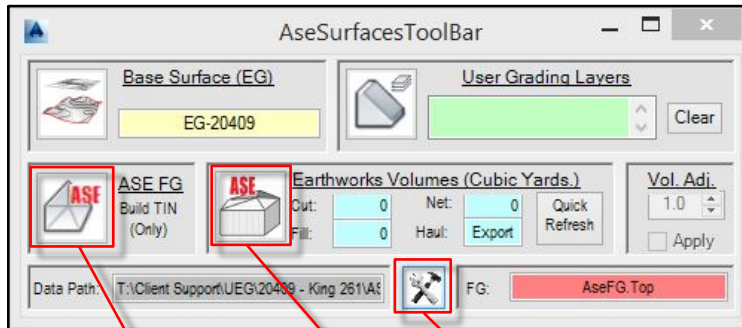 AseSurfacesToolBar
Base Surface (EG)
EG-20409
User Grading Layers
Clear
ASE
ASE FG
Build TIN
(Only)
ASE
Earthworks Volumes (Cubic Yards.)
Cut: 0 Net: 0 Quick Refresh
Fill: 0 Haul: Export
Vol. Adj.
1.0
Apply
Data Path: T:\Client Support\UEG\20409 - King 261\AS
FG: AseFG.Top